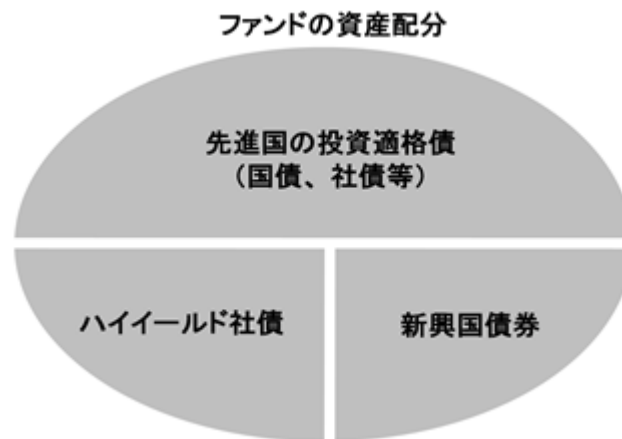 ファンドの資産配分
先進国の投資適格債
（国債、社債等）
ハイイールド社債
新興国債券